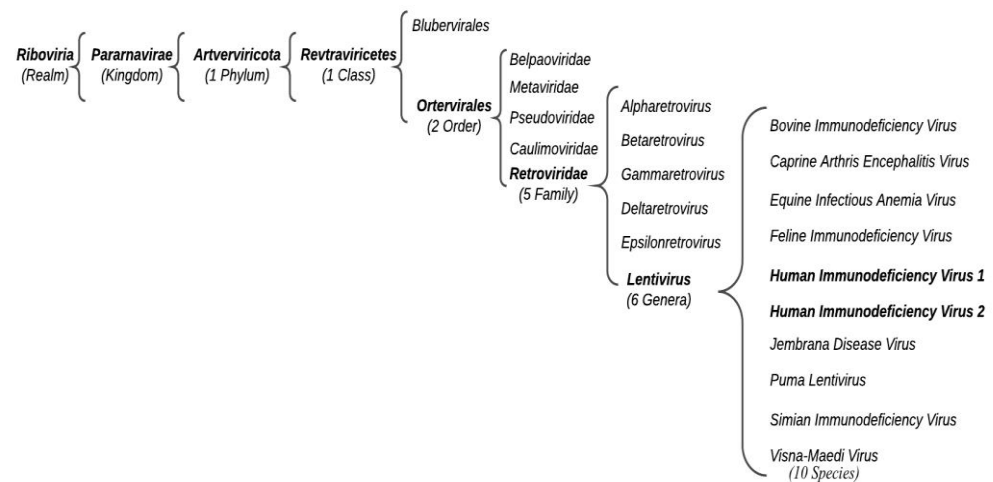 Riboviria
(Realm)
Pararnavirae
(Kingdom)
Artverviricota
(1 Phylum)
Revtraviricetes
(1 Class)
Blubervirales
Ortervirales
(2 Order)
Belpaoviridae
Metaviridae
Pseudoviridae
Caulimoviridae
Retroviridae
(5 Family)
Alpharetrovirus
Betaretrovirus
Gammaretrovirus
Deltaretrovirus
Epsilonretrovirus
Lentivirus
(6 Genera)
Bovine Immunodeficiency Virus
Caprine Arthris Encephalitis Virus
Equine Infectious Anemia Virus
Feline Immunodeficiency Virus
Human Immunodeficiency Virus 1
Human Immunodeficiency Virus 2
Jembrana Disease Virus
Puma Lentivirus
Simian Immunodeficiency Virus
Visna-Maedi Virus
(10 Species)